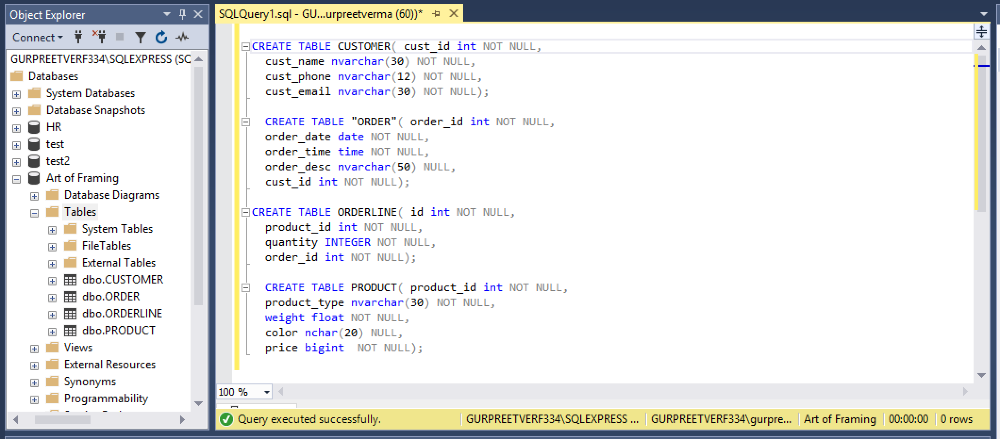 Object Explorer
Connect
GURPREETVERF334\SQLEXPRESS (SQ
Databases
System Databases
Database Snapshots
HR
test
test2
Art of Framing
Database Diagrams
Tables
System Tables
FileTables
External Tables
dbo.CUSTOMER
dbo.ORDER
dbo.ORDERLINE
dbo.PRODUCT
Views
External Resources
Synonyms
Programmability
SQLQuery1.sql - GU...urpreetverma (60))*
CREATE TABLE CUSTOMER( cust_id int NOT NULL,
cust_name nvarchar(30) NOT NULL,
cust_phone nvarchar(12) NOT NULL,
cust_email nvarchar(30) NOT NULL);
CREATE TABLE "ORDER"( order_id int NOT NULL,
order_date date NOT NULL,
order_time time NOT NULL,
order_desc nvarchar(50) NULL,
cust_id int NOT NULL);
CREATE TABLE ORDERLINE( id int NOT NULL,
product_id int NOT NULL,
quantity INTEGER NOT NULL,
order_id int NOT NULL);
CREATE TABLE PRODUCT( product_id int NOT NULL,
product_type nvarchar(30) NOT NULL,
weight float NOT NULL,
color nchar(20) NULL,
price bigint  NOT NULL);
100 %
Query executed successfully.
GURPREETVERF334\SQLEXPRESS ...
GURPREETVERF334\gurpre...
Art of Framing
00:00:00
0 rows